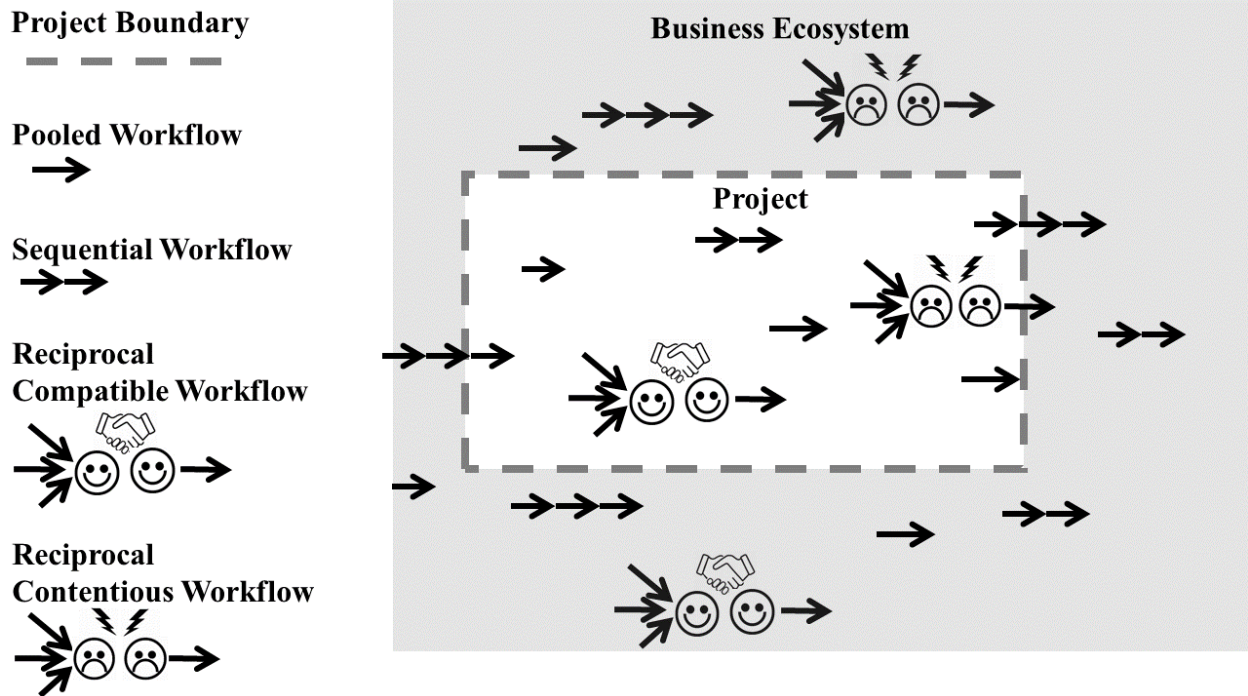 Project Boundary
Pooled Workflow
Sequential Workflow
Reciprocal
Compatible Workflow
Reciprocal
Contentious Workflow
Business Ecosystem
Project